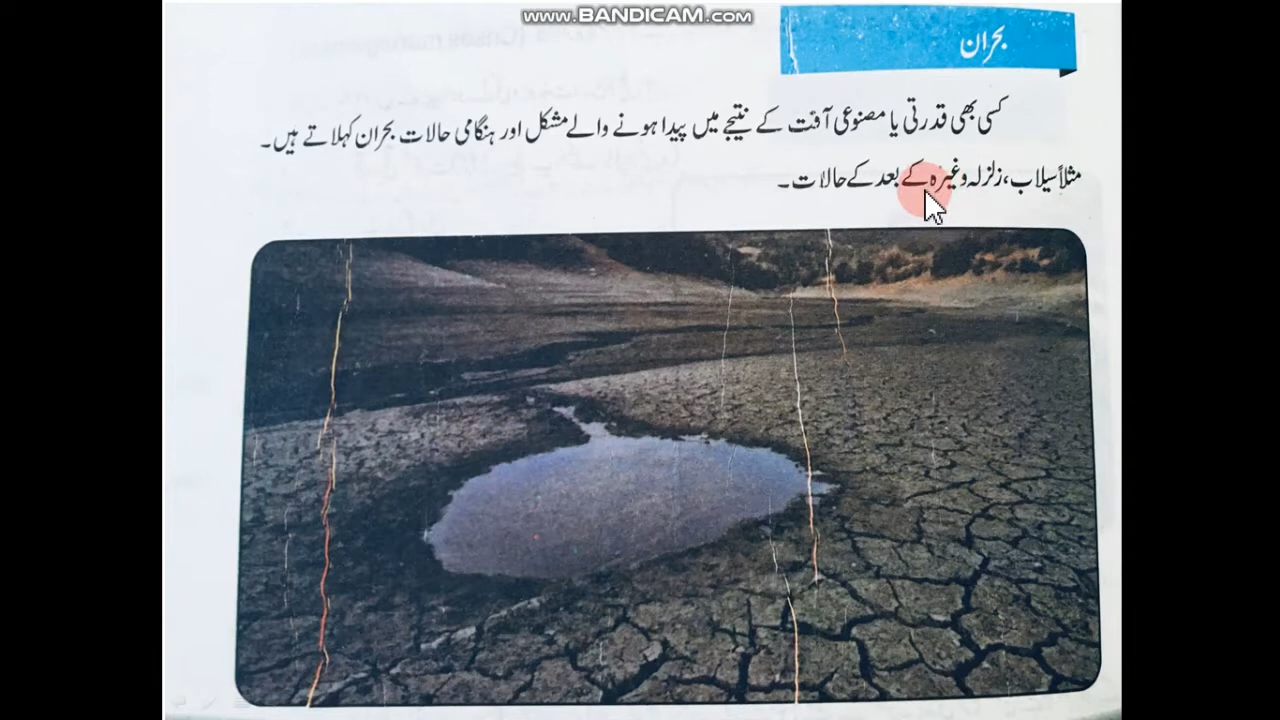 www.BANDICAM.com
بحران
کسی بھی قدرتی یا مصنوعی آفت کے نتیجے میں پیدا ہونے والے مشکل اور ہنگامی حالات بحران کہلاتے ہیں۔
مثلاً سیلاب، زلزلہ وغیرہ کے بعد کے حالات۔